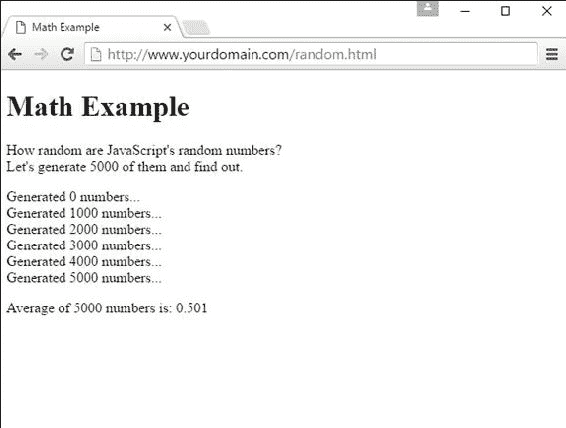 Math Example
http://www.yourdomain.com/random.html
Math Example
How random are JavaScript's random numbers?
Let's generate 5000 of them and find out.
Generated 0 numbers...
Generated 1000 numbers...
Generated 2000 numbers...
Generated 3000 numbers...
Generated 4000 numbers...
Generated 5000 numbers...
Average of 5000 numbers is: 0.501